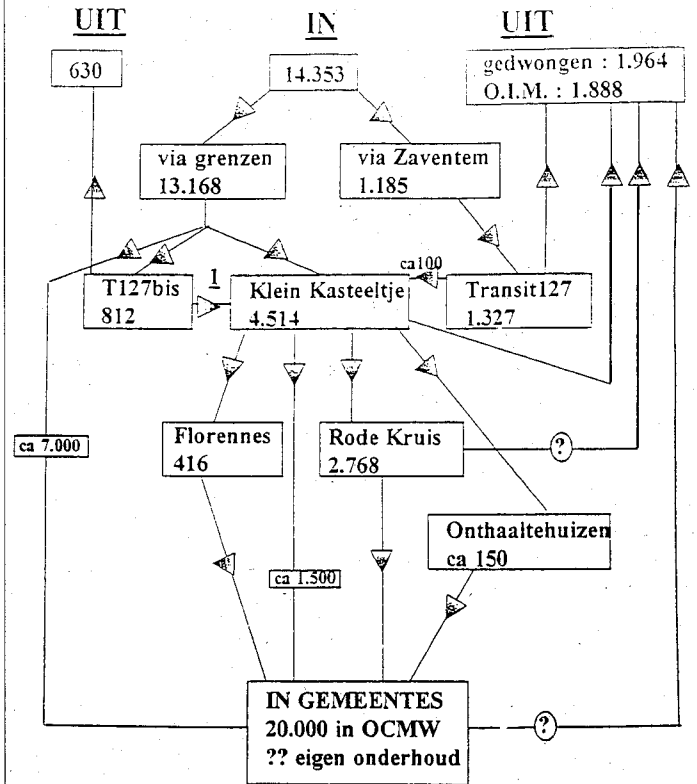 UIT
IN
UIT
630
14.353
gedwongen : 1.964
O.I.M. : 1.888
via grenzen
13.168
via Zaventem
1.185
ca100
1
T127bis
812
Klein Kasteeltje
4.514
Transit127
1.327
ca 7.000
Florennes
416
Rode Kruis
2.768
?
Onthaaltehuizen
ca 150
ca 1.500
IN GEMEENTES
20.000 in OCMW
?? eigen onderhoud
?